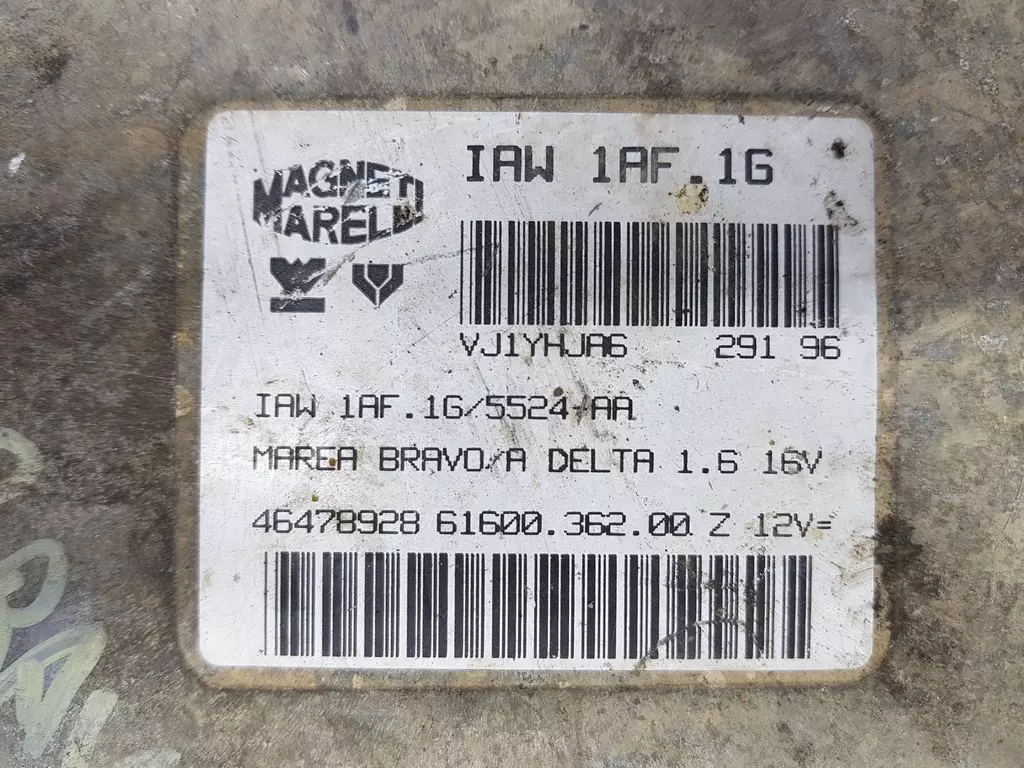 MAGNETI
MARELLI
IAW 1AF.1G
VJ1YHJA6 291 96
IAW 1AF.1G/5524-AA
MAREA BRAVO/A DELTA 1.6 16V
46478928 61600.362.00 Z 12V=